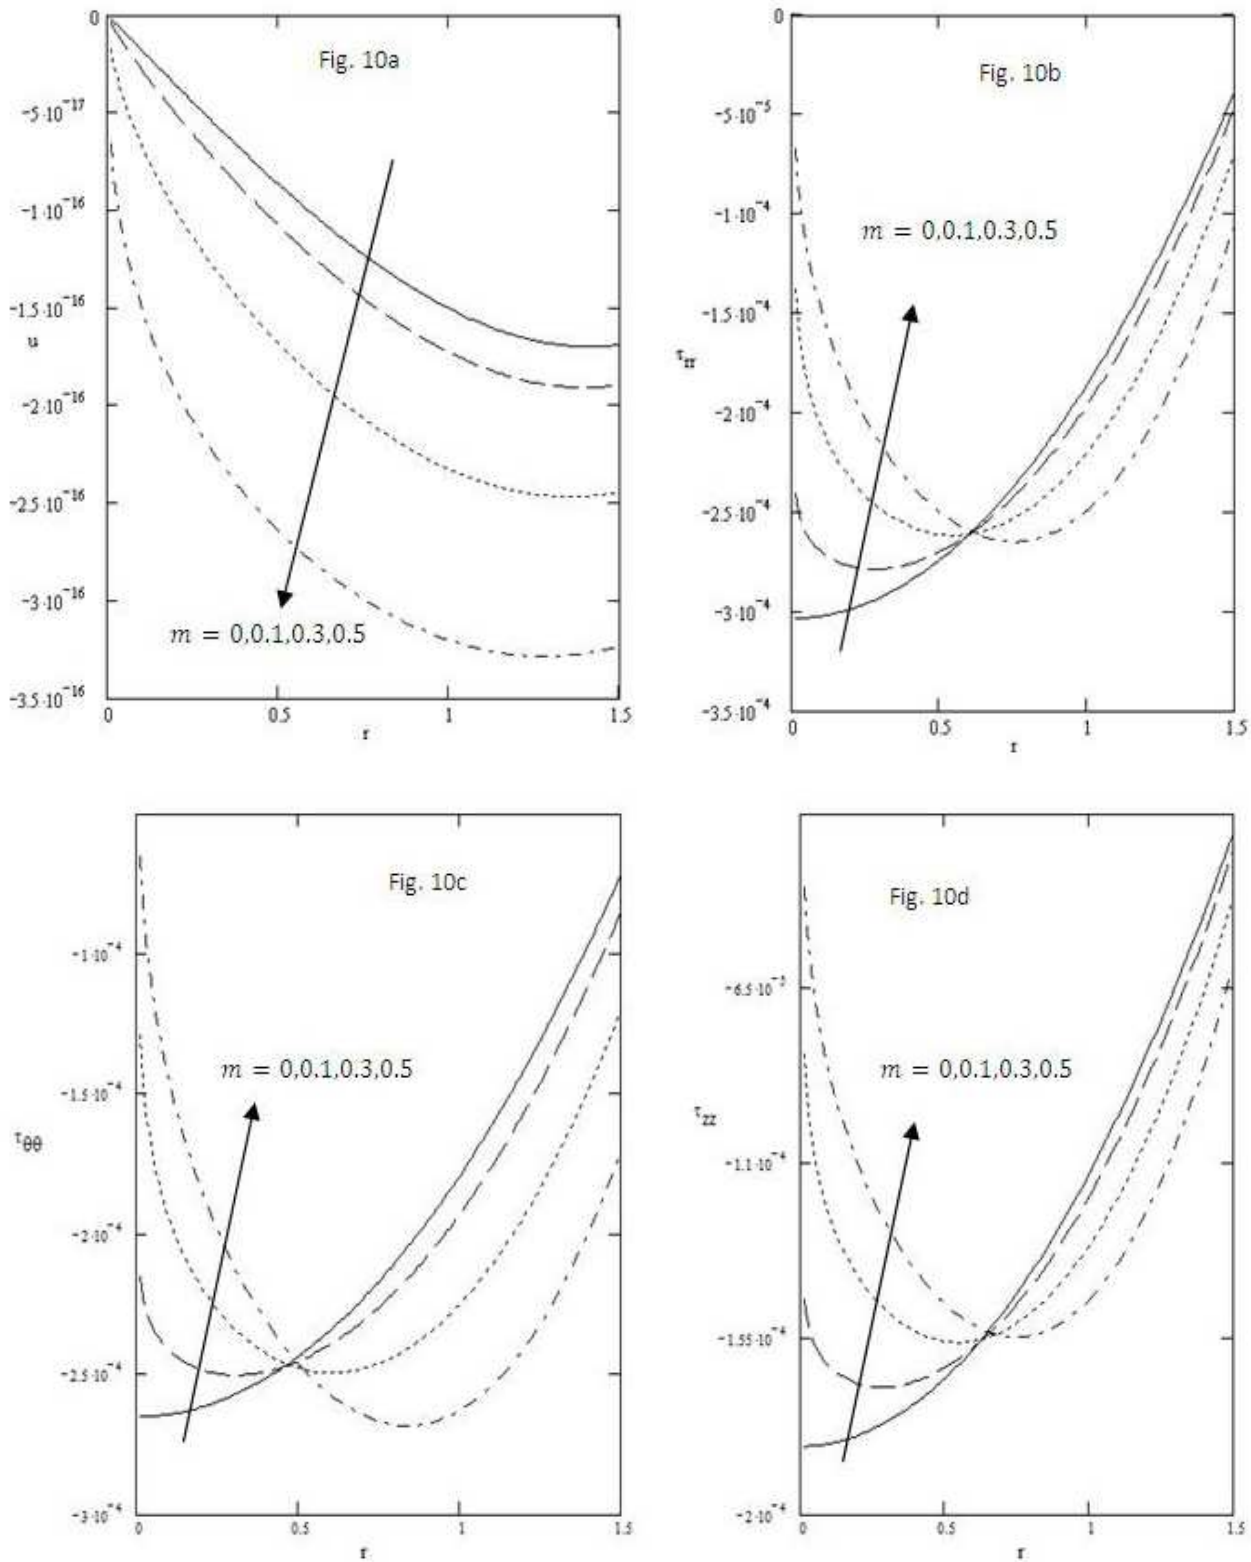 Fig. 10a
0
−5·10⁻¹⁷
−1·10⁻¹⁶
−1.5·10⁻¹⁶
u
−2·10⁻¹⁶
−2.5·10⁻¹⁶
−3·10⁻¹⁶
−3.5·10⁻¹⁶
m = 0,0.1,0.3,0.5
0 0.5 1 1.5
r
Fig. 10b
0
−5·10⁻⁵
−1·10⁻⁴
m = 0,0.1,0.3,0.5
−1.5·10⁻⁴
τrr
−2·10⁻⁴
−2.5·10⁻⁴
−3·10⁻⁴
−3.5·10⁻⁴
0 0.5 1 1.5
r
Fig. 10c
−1·10⁻⁴
m = 0,0.1,0.3,0.5
−1.5·10⁻⁴
τθθ
−2·10⁻⁴
−2.5·10⁻⁴
−3·10⁻⁴
0 0.5 1 1.5
r
Fig. 10d
m = 0,0.1,0.3,0.5
τzz
−1.1·10⁻⁴
−1.55·10⁻⁴
−2·10⁻⁴
0 0.5 1 1.5
r